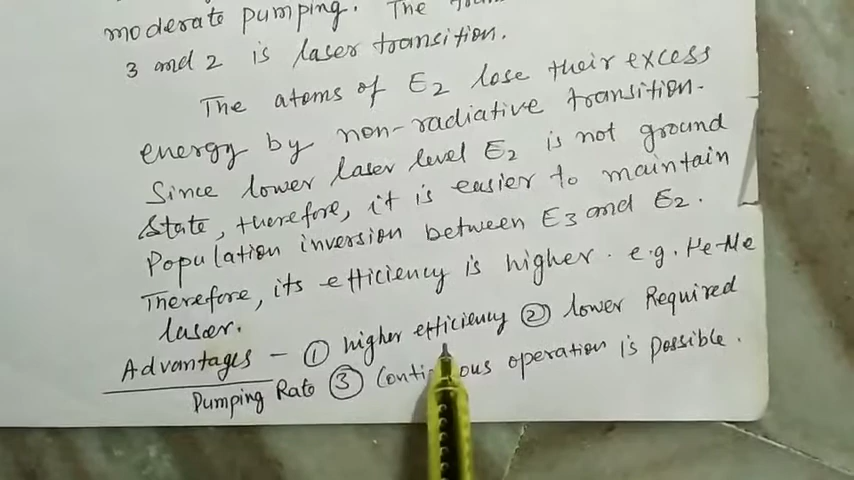 moderate pumping. The
3 and 2 is laser transition.
The atoms of E2 lose their excess
energy by non-radiative transition.
Since lower laser level E2 is not ground
State, therefore, it is easier to maintain
Population inversion between E3 and E2.
Therefore, its efficiency is higher. e.g. He-Ne
laser.
Advantages - ① higher efficiency ② lower Required
Pumping Rate ③ operation is possible.